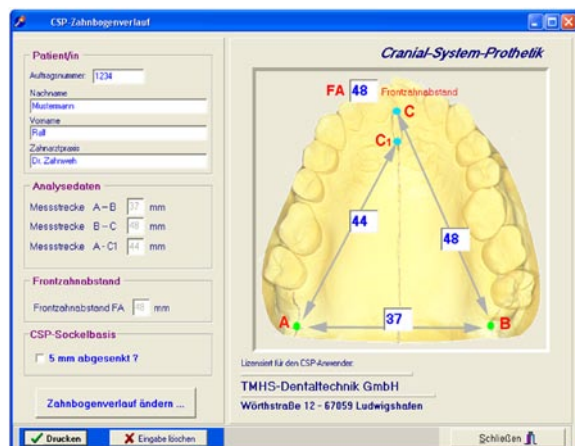 CSP-Zahnbogenverlauf
Patient/in
Auftragsnummer 1234
Nachname
Mustermann
Vorname
Ralf
Zahnarztpraxis
Dr. Zahnweh
Analysedaten
Messstrecke A – B 37 mm
Messstrecke B – C 48 mm
Messstrecke A - C1 44 mm
Frontzahnabstand
Frontzahnabstand FA 48 mm
CSP-Sockelbasis
5 mm abgesenkt ?
Zahnbogenverlauf ändern ...
Drucken
Eingabe löschen
Cranial-System-Prothetik
FA 48 Frontzahnabstand
C
C1
44
48
A 37 B
Lizensiert für den CSP-Anwender:
TMHS-Dentaltechnik GmbH
Wörthstraße 12 - 67059 Ludwigshafen
Schließen